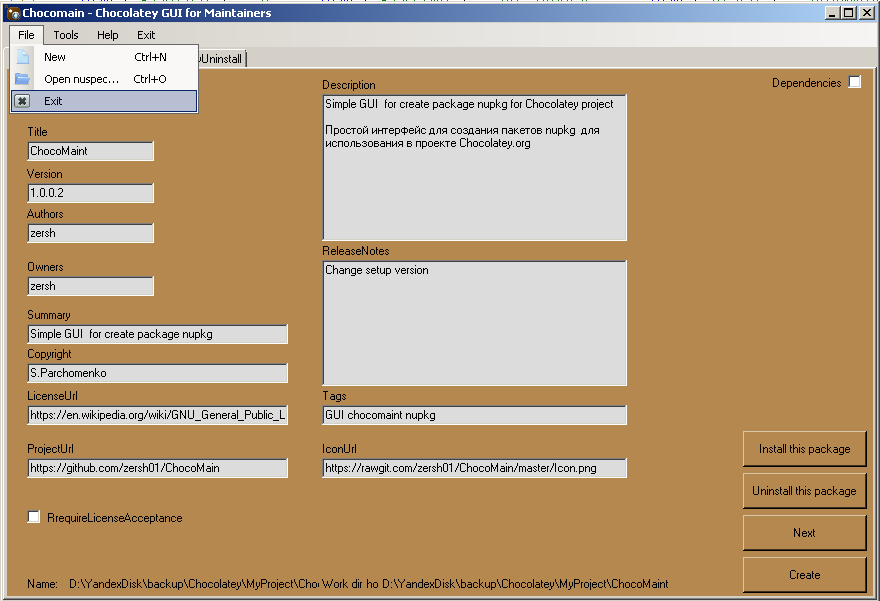 Chocomain - Chocolatey GUI for Maintainers
File Tools Help Exit
New Ctrl+N
Open nuspec... Ctrl+O
Exit
Uninstall
Description
Dependencies
Simple GUI for create package nupkg for Chocolatey project
Простой интерфейс для создания пакетов nupkg для
использования в проекте Chocolatey.org
Title
ChocoMaint
Version
1.0.0.2
Authors
zersh
Owners
zersh
ReleaseNotes
Change setup version
Summary
Simple GUI for create package nupkg
Copyright
S.Parchomenko
LicenseUrl
https://en.wikipedia.org/wiki/GNU_General_Public_L
Tags
GUI chocomaint nupkg
ProjectUrl
https://github.com/zersh01/ChocoMain
IconUrl
https://rawgit.com/zersh01/ChocoMain/master/Icon.png
RrequireLicenseAcceptance
Install this package
Uninstall this package
Next
Create
Name: D:\YandexDisk\backup\Chocolatey\MyProject\Choc Work dir ho D:\YandexDisk\backup\Chocolatey\MyProject\ChocoMaint